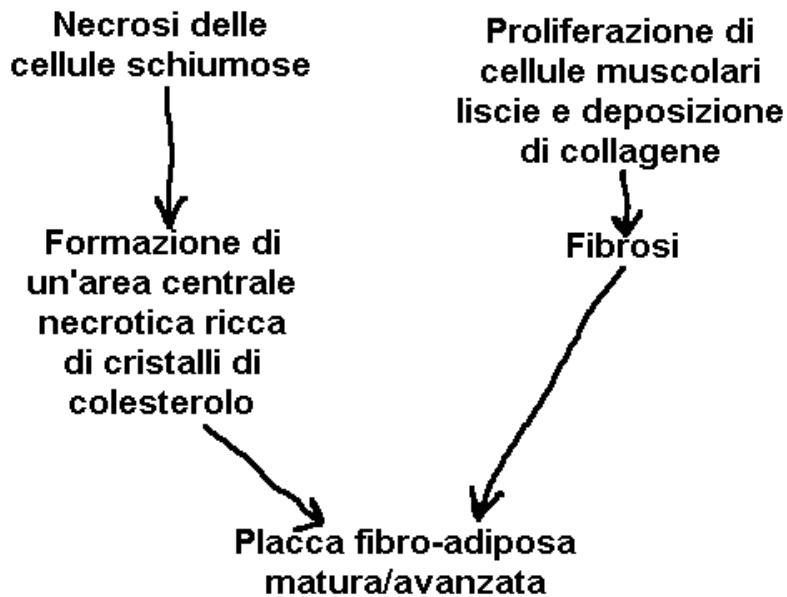 Necrosi delle
cellule schiumose
Proliferazione di
cellule muscolari
liscie e deposizione
di collagene
Formazione di
un'area centrale
necrotica ricca
di cristalli di
colesterolo
Fibrosi
Placca fibro-adiposa
matura/avanzata